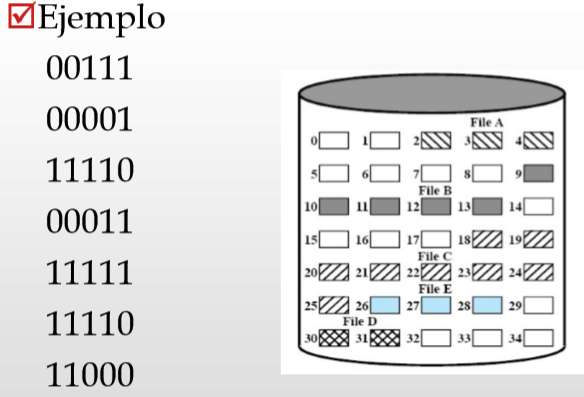 Ejemplo
00111
00001
11110
00011
11111
11110
11000
File A
0 1 2 3 4
5 6 7 8 9
File B
10 11 12 13 14
15 16 17 18 19
File C
20 21 22 23 24
File E
25 26 27 28 29
File D
30 31 32 33 34